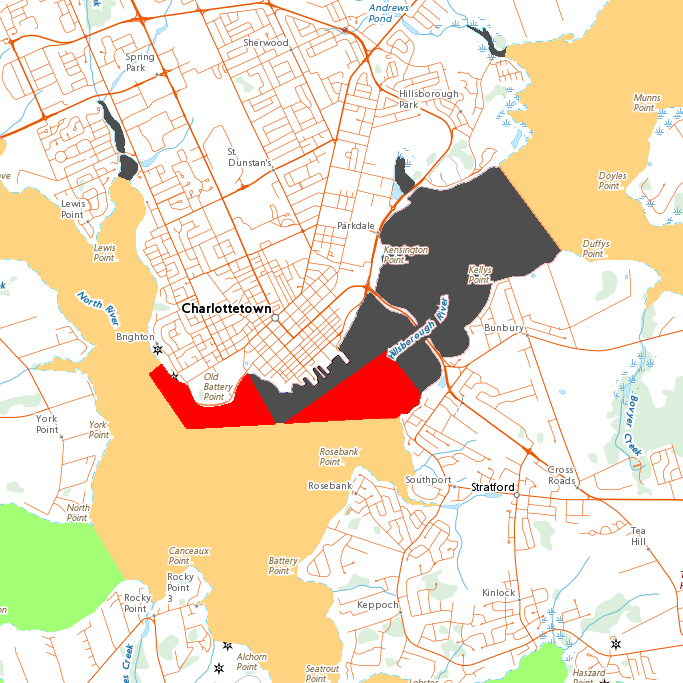 Andrews
Pond
Sherwood
Spring
Park
Hillsborough
Park
Munns
Point
St.
Dunstan's
Doyles
Point
Lewis
Point
Parkdale
Lewis
Point
Kensington
Point
Duffys
Point
Kellys
Point
North River
Charlottetown
Hillsborough River
Bunbury
Brighton
Old
Battery
Point
Bovyer Creek
York
Point
York
Point
Rosebank
Point
Cross
Roads
Southport
Rosebank
Stratford
North
Point
Tea
Hill
Canceaux
Point
Battery
Point
Rocky
Point
3
Rocky
Point
Kinlock
Keppoch
Creek
Alchorn
Point
Seatrout
Point
Haszard
Point